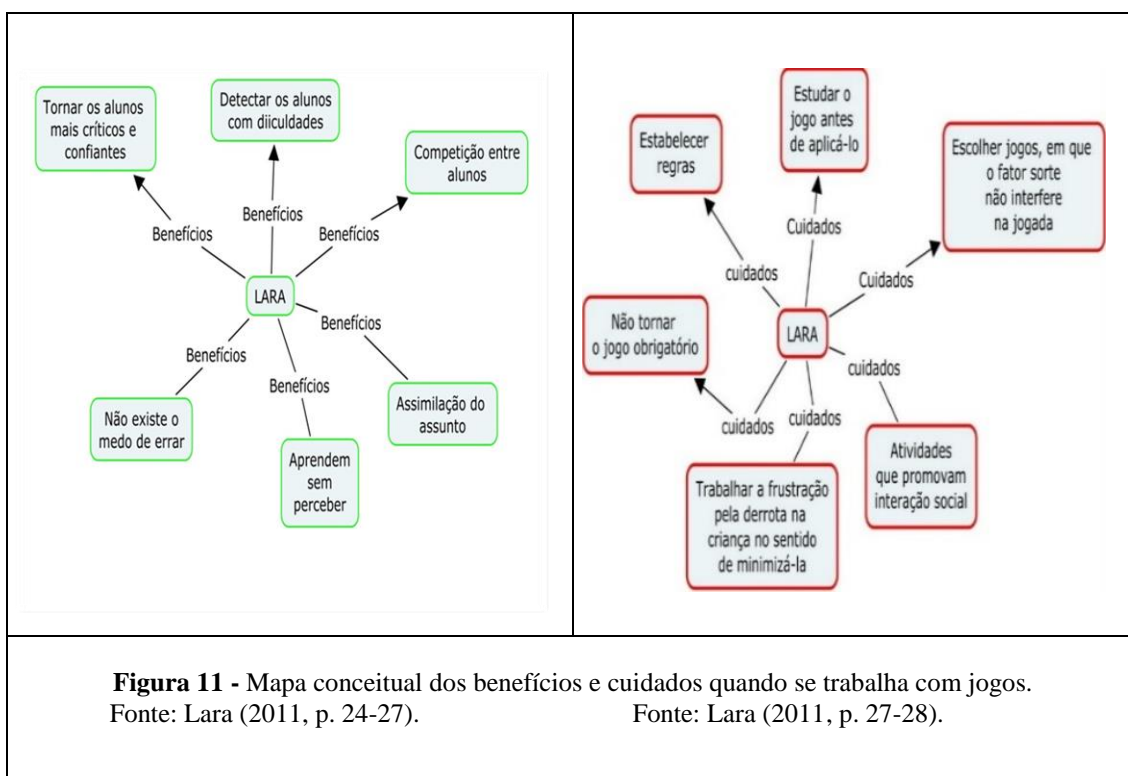 Tornar os alunos
mais críticos e
confiantes
Detectar os alunos
com diiculdades
Competição entre
alunos
Benefícios
Benefícios
Benefícios
LARA
Benefícios
Benefícios
Benefícios
Não existe o
medo de errar
Aprendem
sem
perceber
Assimilação do
assunto
Estabelecer
regras
Estudar o
jogo antes
de aplicá-lo
Escolher jogos, em que
o fator sorte
não interfere
na jogada
cuidados
Cuidados
Cuidados
Não tornar
o jogo obrigatório
LARA
cuidados
cuidados
cuidados
Trabalhar a frustração
pela derrota na
criança no sentido
de minimizá-la
Atividades
que promovam
interação social
Figura 11 - Mapa conceitual dos benefícios e cuidados quando se trabalha com jogos.
Fonte: Lara (2011, p. 24-27). Fonte: Lara (2011, p. 27-28).